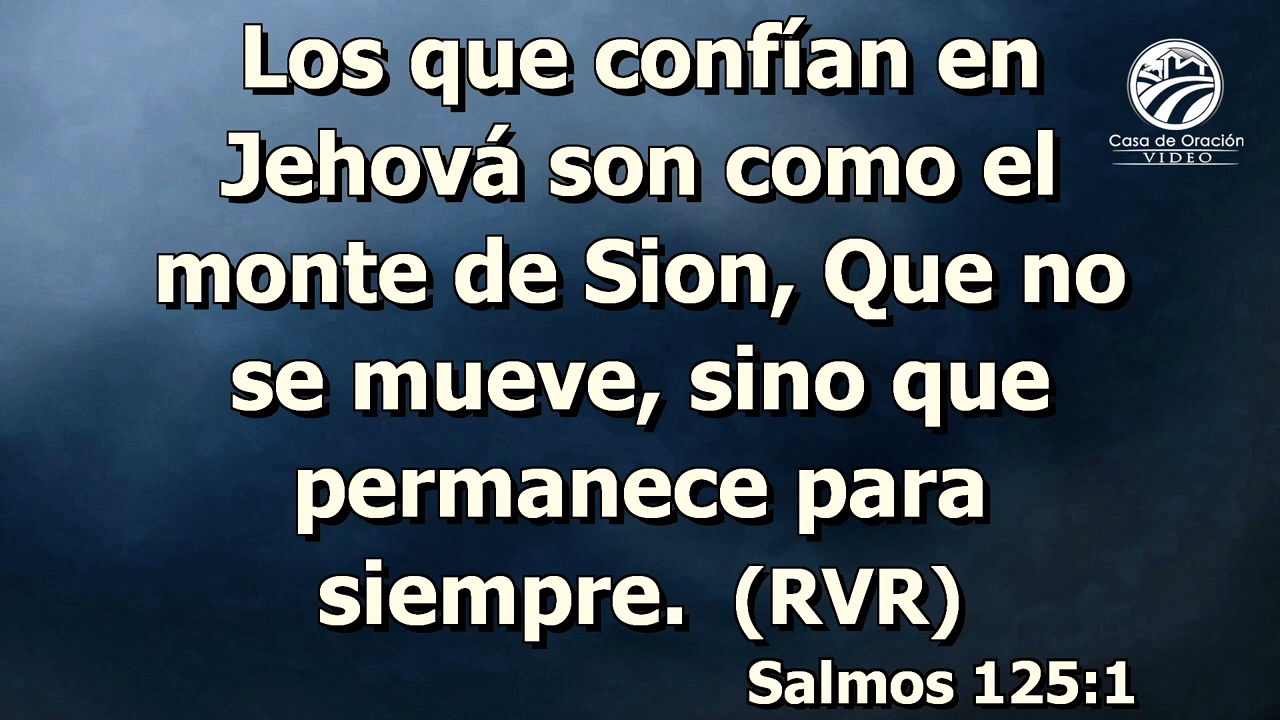 Los que confían en
Jehová son como el
monte de Sion, Que no
se mueve, sino que
permanece para
siempre.  (RVR)
Salmos 125:1
Casa de Oración
VIDEO